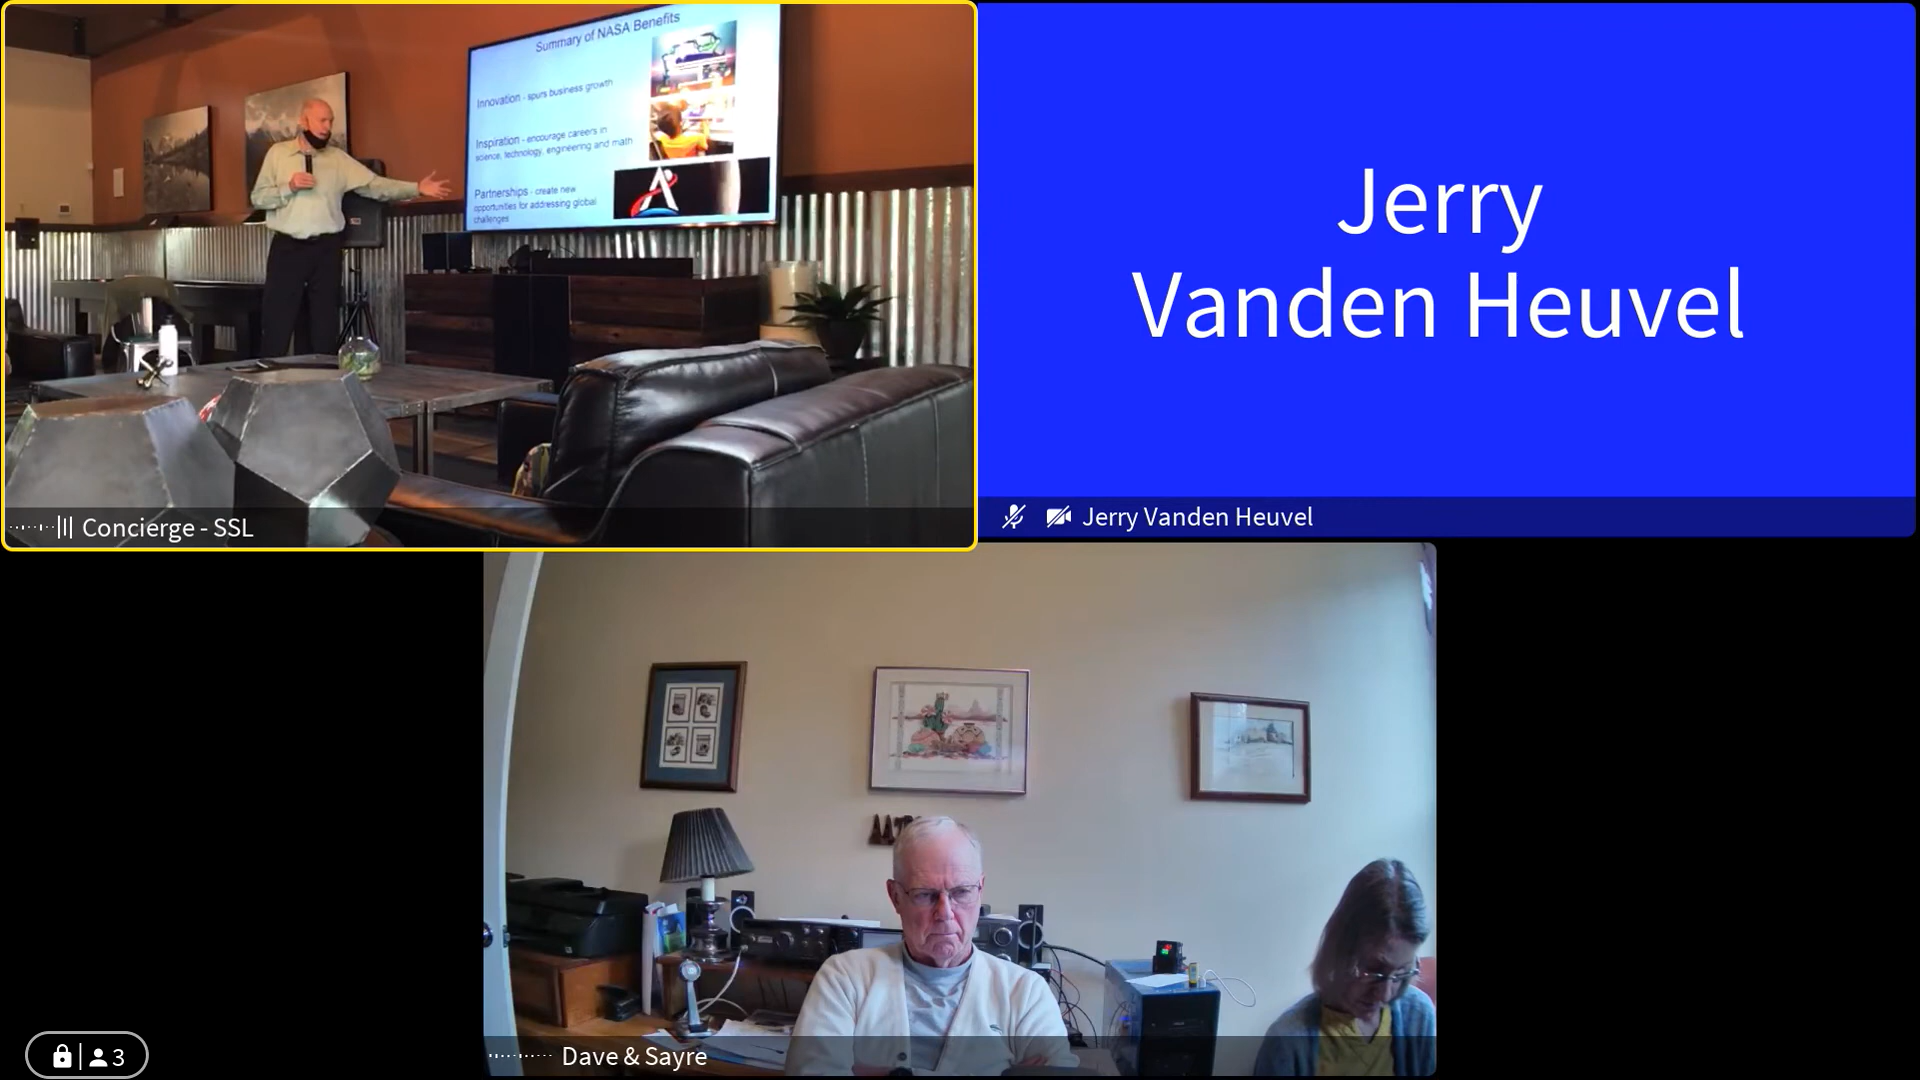 Summary of NASA Benefits
Innovation - spurs business growth
Inspiration - encourage careers in
science, technology, engineering and math
Partnerships - create new
opportunities for addressing global
challenges
Concierge - SSL
Jerry
Vanden Heuvel
Jerry Vanden Heuvel
Dave & Sayre
3